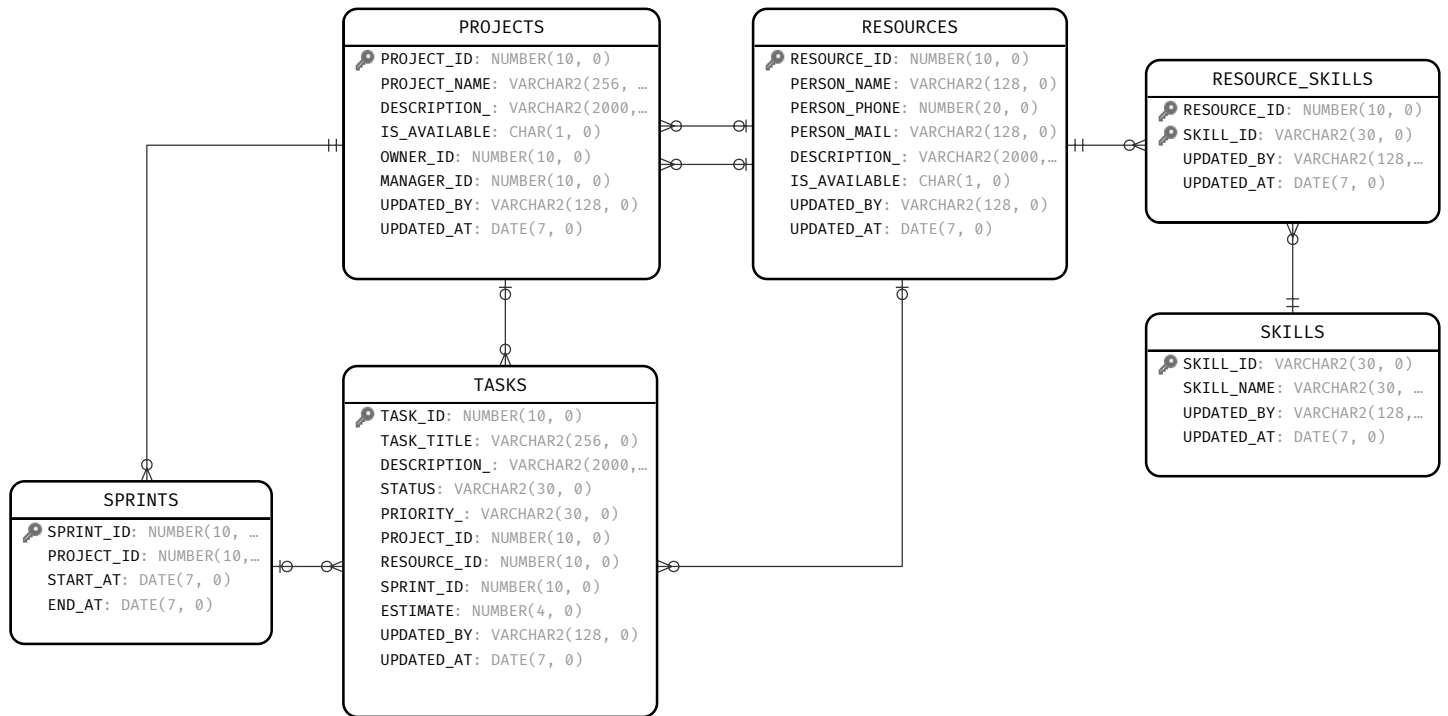 PROJECTS
PROJECT_ID: NUMBER(10, 0)
PROJECT_NAME: VARCHAR2(256, …
DESCRIPTION_: VARCHAR2(2000,…
IS_AVAILABLE: CHAR(1, 0)
OWNER_ID: NUMBER(10, 0)
MANAGER_ID: NUMBER(10, 0)
UPDATED_BY: VARCHAR2(128, 0)
UPDATED_AT: DATE(7, 0)
RESOURCES
RESOURCE_ID: NUMBER(10, 0)
PERSON_NAME: VARCHAR2(128, 0)
PERSON_PHONE: NUMBER(20, 0)
PERSON_MAIL: VARCHAR2(128, 0)
DESCRIPTION_: VARCHAR2(2000,…
IS_AVAILABLE: CHAR(1, 0)
UPDATED_BY: VARCHAR2(128, 0)
UPDATED_AT: DATE(7, 0)
RESOURCE_SKILLS
RESOURCE_ID: NUMBER(10, 0)
SKILL_ID: VARCHAR2(30, 0)
UPDATED_BY: VARCHAR2(128,…
UPDATED_AT: DATE(7, 0)
SKILLS
SKILL_ID: VARCHAR2(30, 0)
SKILL_NAME: VARCHAR2(30, …
UPDATED_BY: VARCHAR2(128,…
UPDATED_AT: DATE(7, 0)
TASKS
TASK_ID: NUMBER(10, 0)
TASK_TITLE: VARCHAR2(256, 0)
DESCRIPTION_: VARCHAR2(2000,…
STATUS: VARCHAR2(30, 0)
PRIORITY_: VARCHAR2(30, 0)
PROJECT_ID: NUMBER(10, 0)
RESOURCE_ID: NUMBER(10, 0)
SPRINT_ID: NUMBER(10, 0)
ESTIMATE: NUMBER(4, 0)
UPDATED_BY: VARCHAR2(128, 0)
UPDATED_AT: DATE(7, 0)
SPRINTS
SPRINT_ID: NUMBER(10, …
PROJECT_ID: NUMBER(10,…
START_AT: DATE(7, 0)
END_AT: DATE(7, 0)